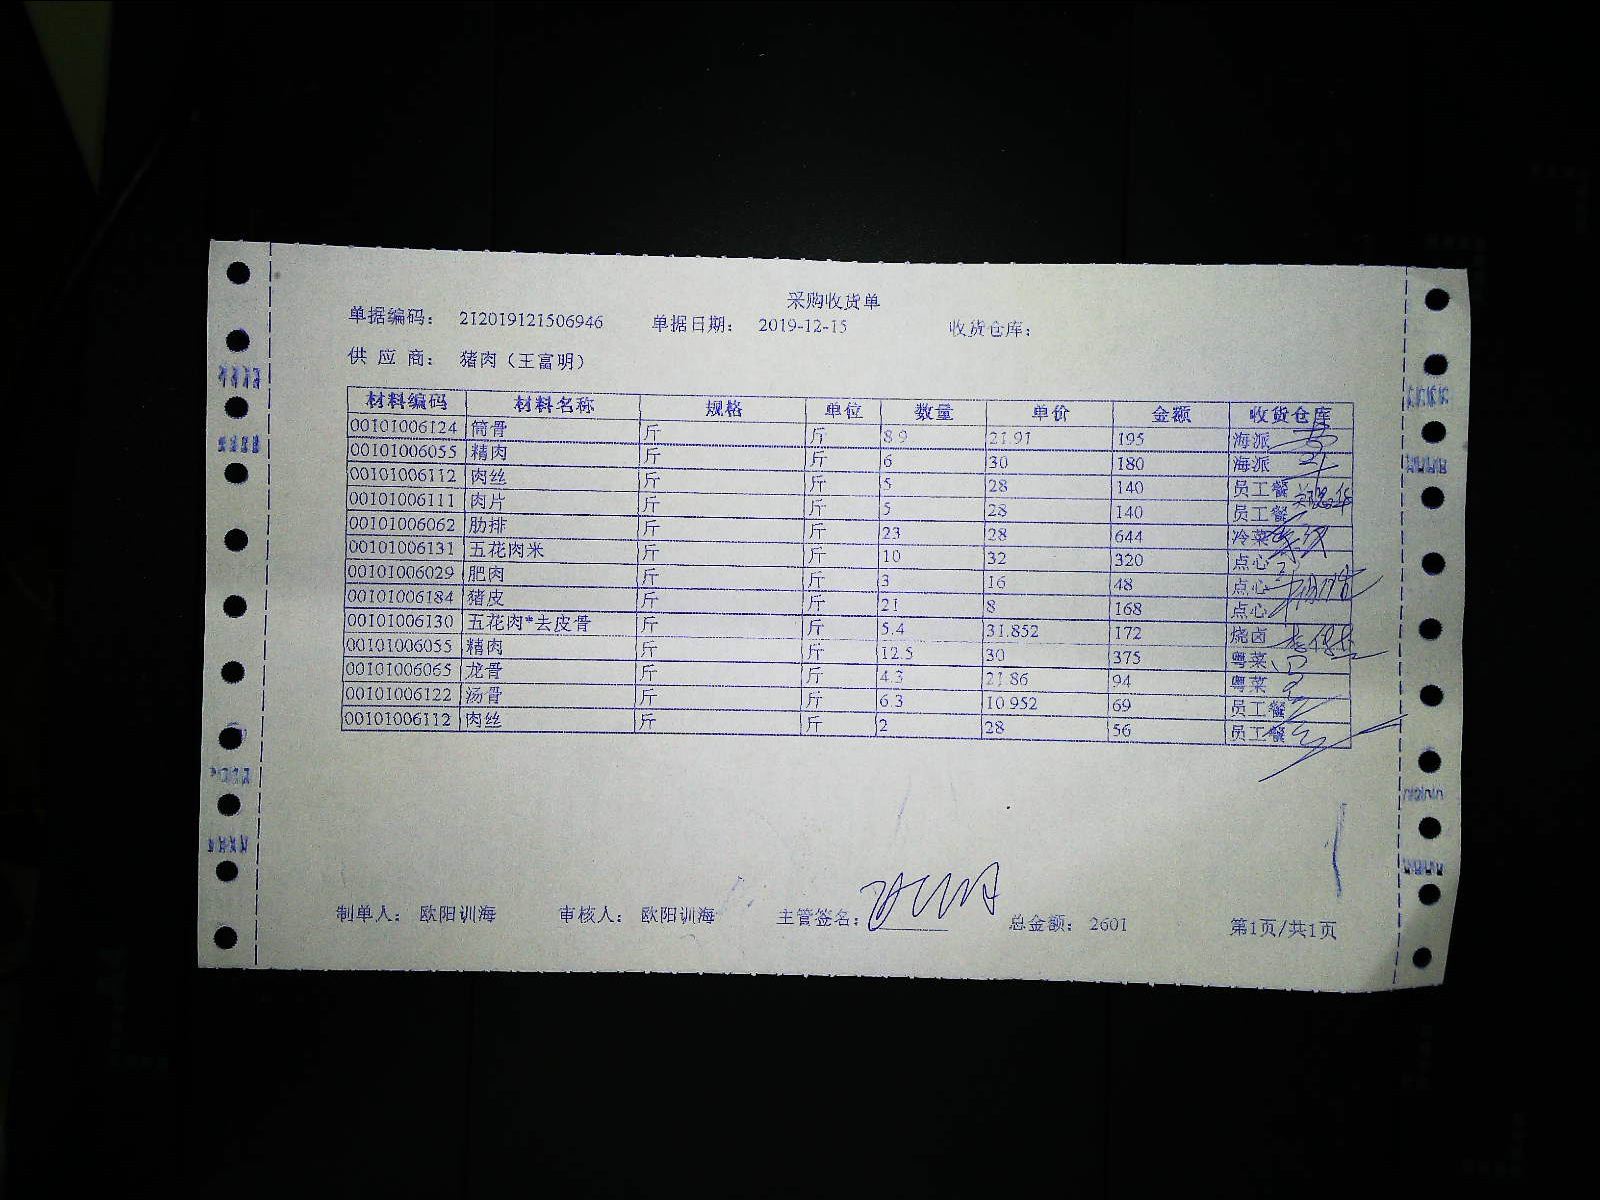 采购收货单
单据编码： 212019121506946 单据日期： 2019-12-15 收货仓库：
供 应 商： 猪肉（王富明）
材料编码 材料名称 规格 单位 数量 单价 金额 收货仓库
00101006124 筒骨 斤 斤 8.9 21.91 195 海派
00101006055 精肉 斤 斤 6 30 180 海派
00101006112 肉丝 斤 斤 5 28 140 员工餐
00101006111 肉片 斤 斤 5 28 140 员工餐
00101006062 肋排 斤 斤 23 28 644 冷菜
00101006131 五花肉米 斤 斤 10 32 320 点心
00101006029 肥肉 斤 斤 3 16 48 点心
00101006184 猪皮 斤 斤 21 8 168 点心
00101006130 五花肉*去皮骨 斤 斤 5.4 31.852 172 烧卤
00101006055 精肉 斤 斤 12.5 30 375 粤菜
00101006065 龙骨 斤 斤 4.3 21.86 94 粤菜
00101006122 汤骨 斤 斤 6.3 10.952 69 员工餐
00101006112 肉丝 斤 斤 2 28 56 员工餐
制单人： 欧阳训海 审核人： 欧阳训海 主管签名： 总金额： 2601 第1页/共1页